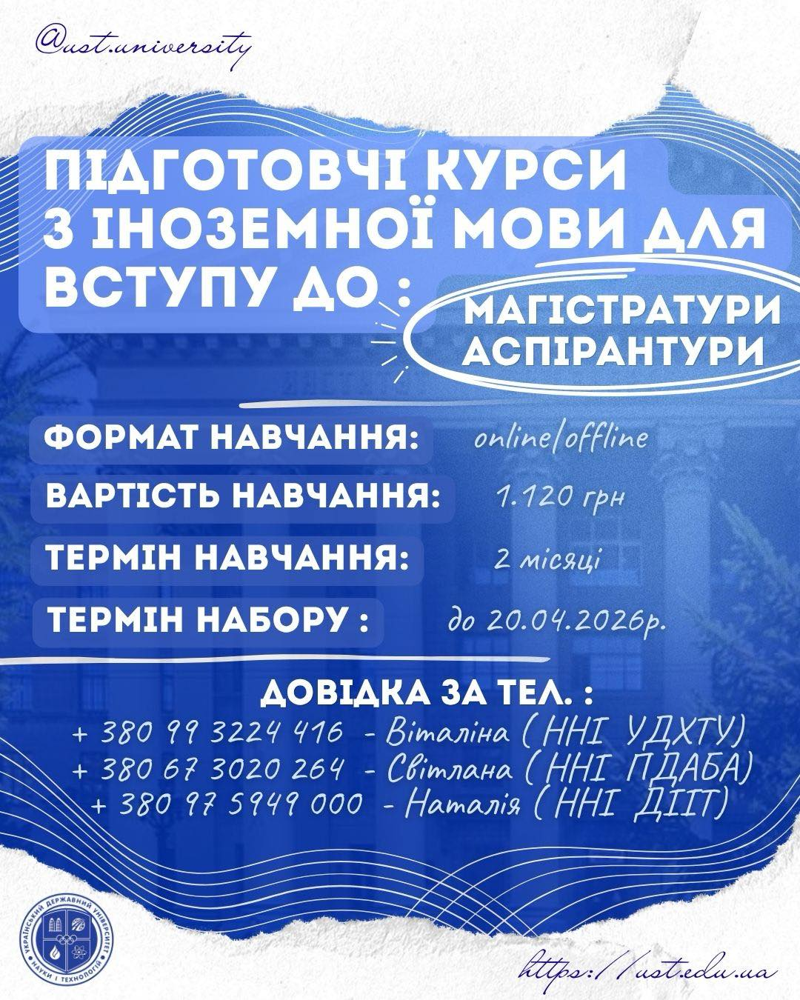 @ust.university
ПІДГОТОВЧІ КУРСИ
З ІНОЗЕМНОЇ МОВИ ДЛЯ
ВСТУПУ ДО :
МАГІСТРАТУРИ
АСПІРАНТУРИ
ФОРМАТ НАВЧАННЯ: online/offline
ВАРТІСТЬ НАВЧАННЯ: 1.120 грн
ТЕРМІН НАВЧАННЯ: 2 місяці
ТЕРМІН НАБОРУ : до 20.04.2026р.
ДОВІДКА ЗА ТЕЛ. :
+ 380 99 3224 416 - Віталіна ( ННІ УДХТУ)
+ 380 67 3020 264 - Світлана ( ННІ ПДАБА)
+ 380 97 5949 000 - Наталія ( ННІ ДІІТ)
УКРАЇНСЬКИЙ ДЕРЖАВНИЙ УНІВЕРСИТЕТ
НАУКИ І ТЕХНОЛОГІЙ
https://ust.edu.ua